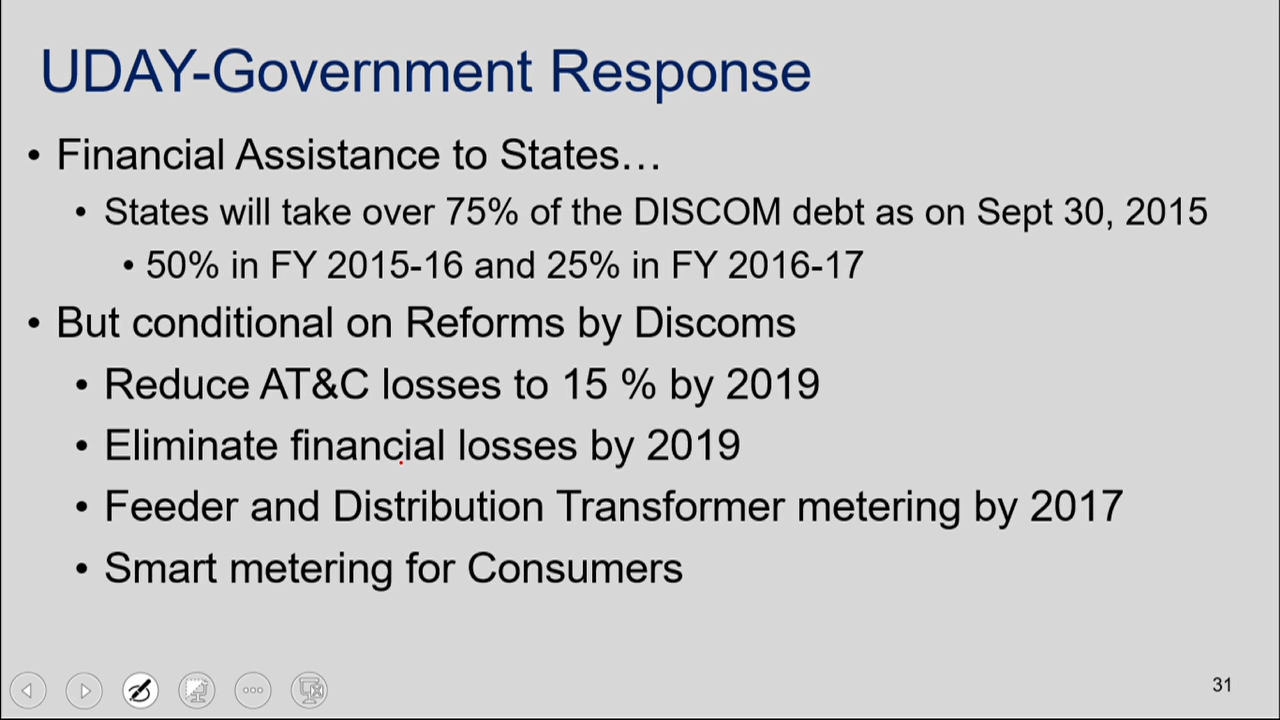 UDAY-Government Response
• Financial Assistance to States…
• States will take over 75% of the DISCOM debt as on Sept 30, 2015
• 50% in FY 2015-16 and 25% in FY 2016-17
• But conditional on Reforms by Discoms
• Reduce AT&C losses to 15 % by 2019
• Eliminate financial losses by 2019
• Feeder and Distribution Transformer metering by 2017
• Smart metering for Consumers
31